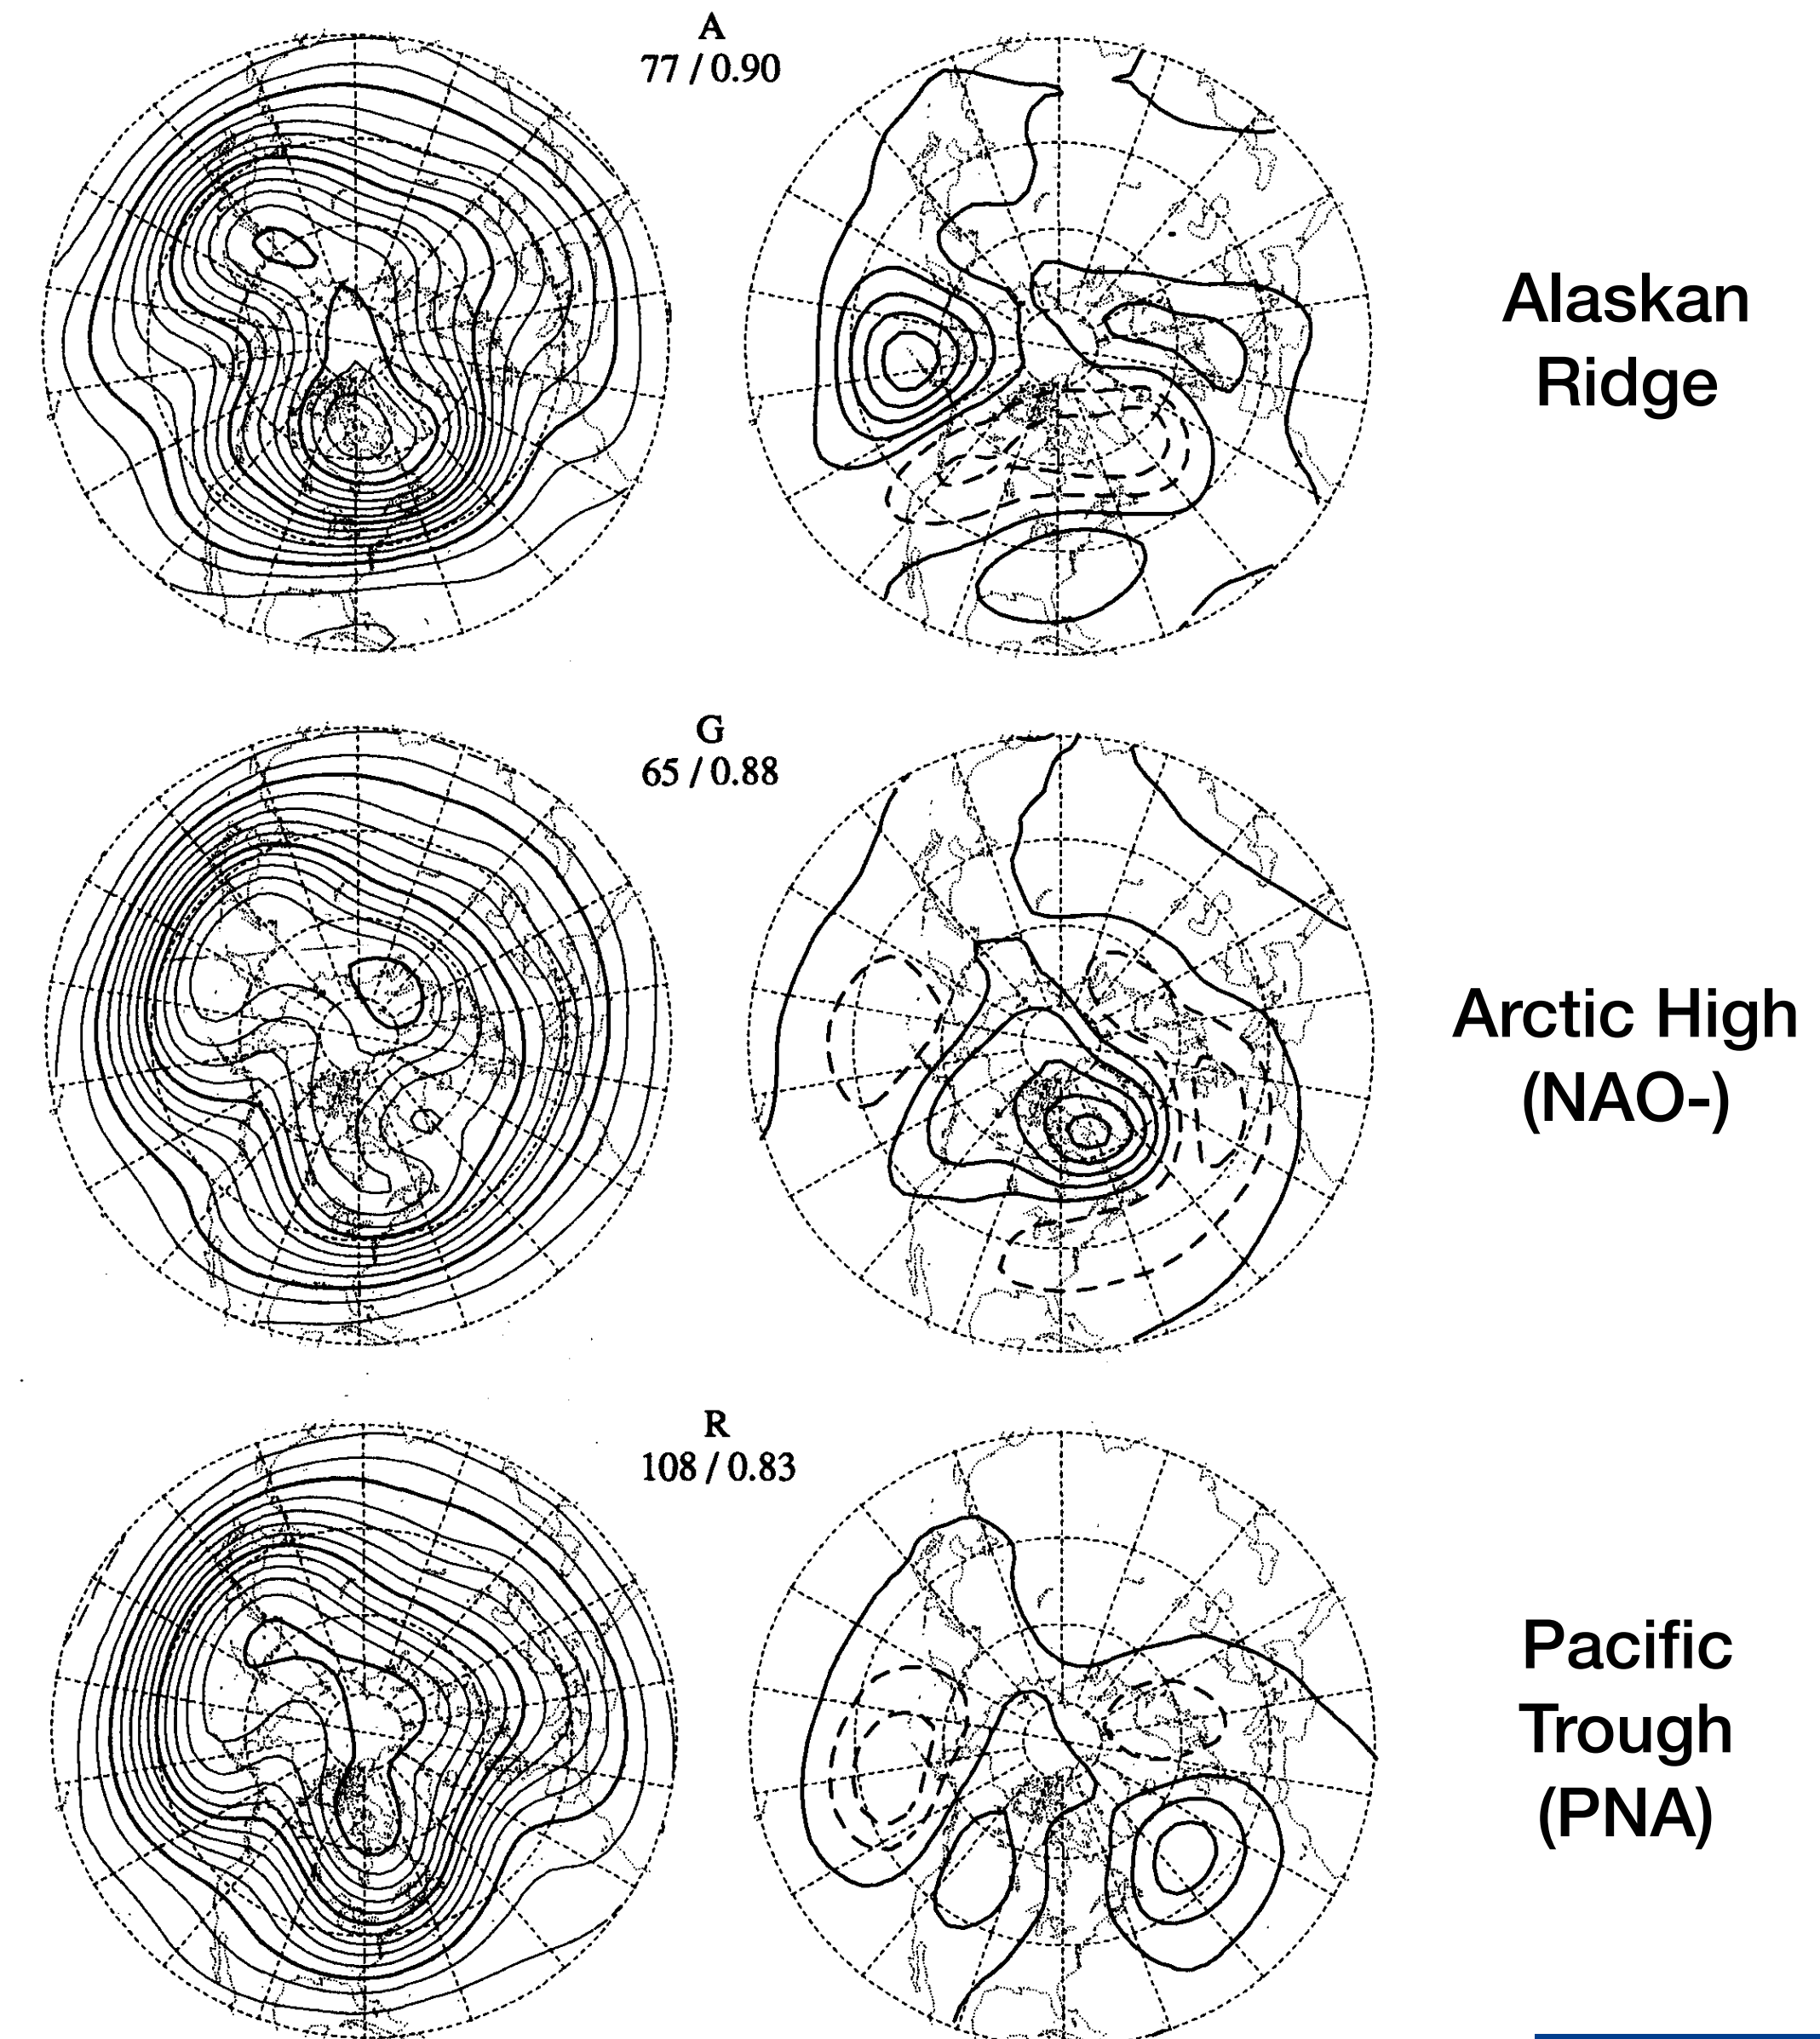 A
77 / 0.90
Alaskan
Ridge
G
65 / 0.88
Arctic High
(NAO-)
R
108 / 0.83
Pacific
Trough
(PNA)